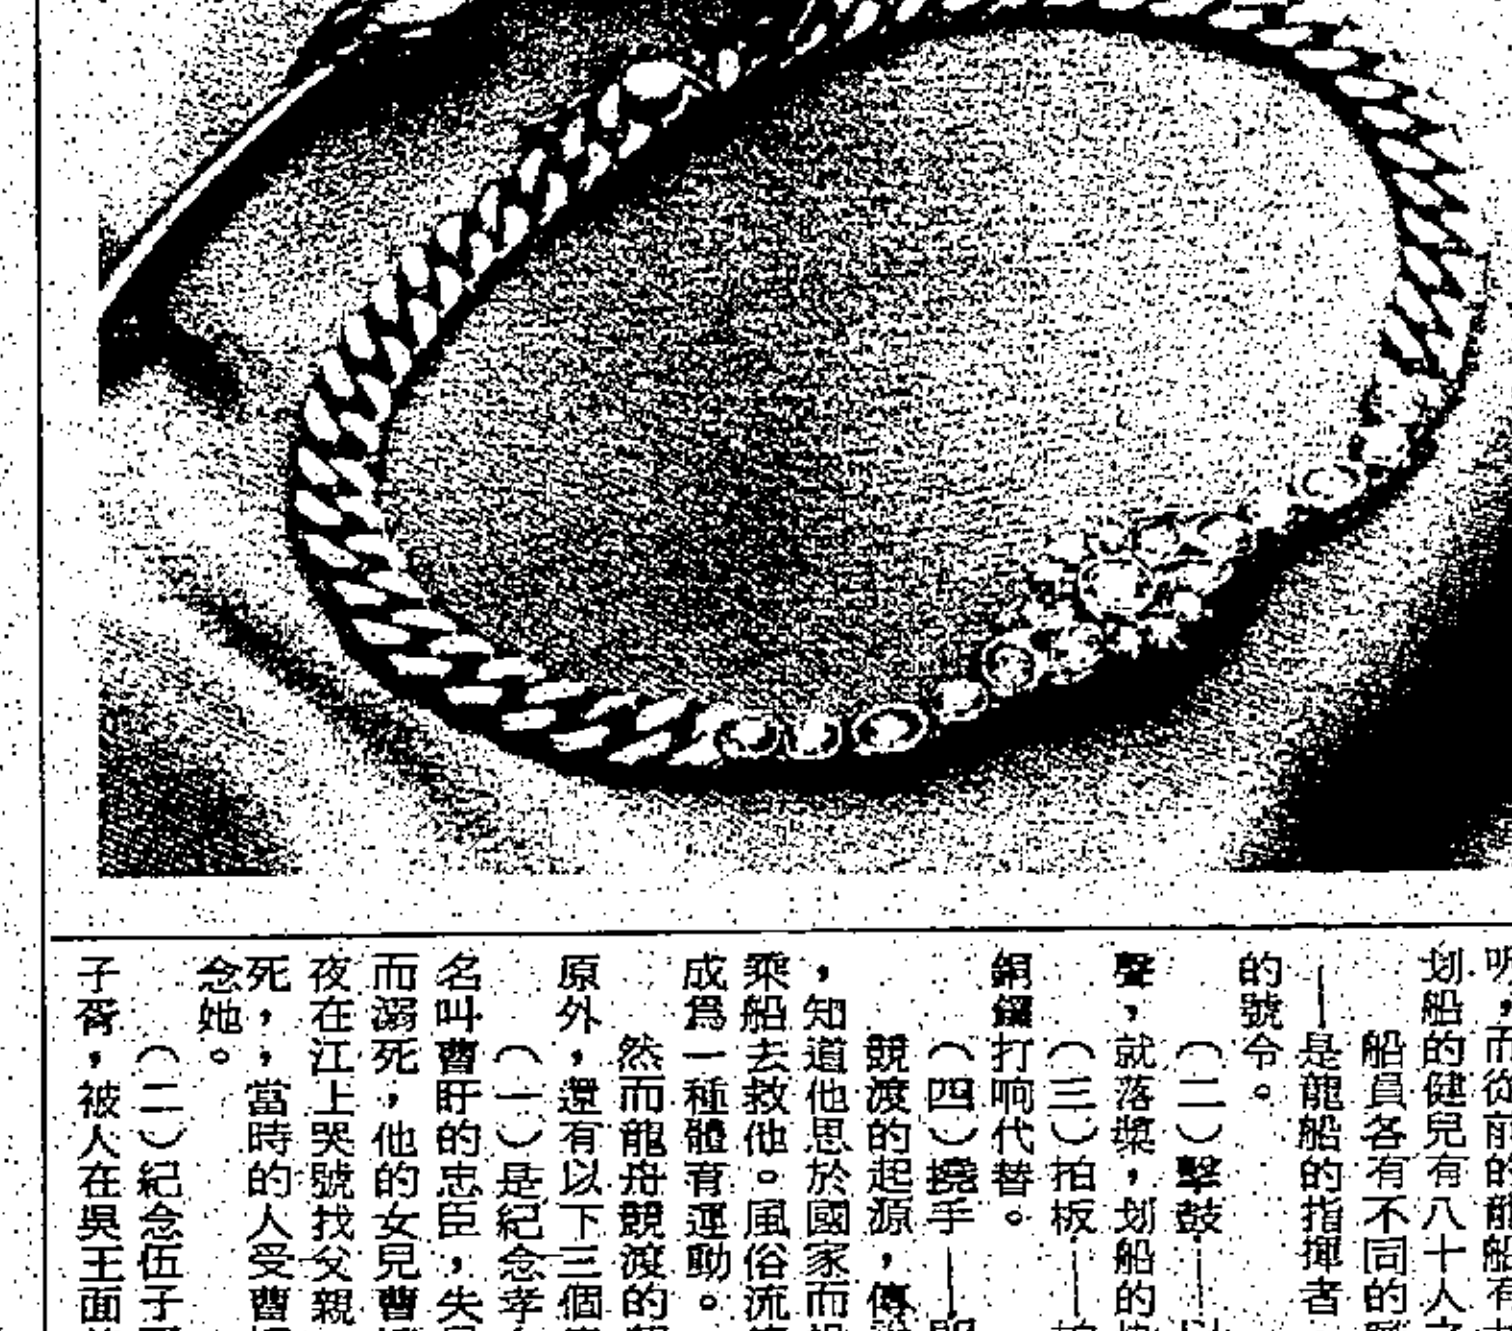 而從前的龍船有
划船的健兒有八十人之
船員各有不同的
——是龍船的指揮者
的號令。
（二）擊鼓——
聲，就落槳，划船的
（三）拍板——
銅鑼打响代替。
（四）撓手——
競渡的起源，傳
，知道他思於國家而
乘船去救他。風俗流
成爲一種體育運動。
然而龍舟競渡的
原外，還有以下三個
（一）是紀念孝
名叫曹盱的忠臣，失
而溺死，他的女兒曹
夜在江上哭號找父親
死，，當時的人受曹
念她。
（二）紀念伍子
子胥，被人在吳王面